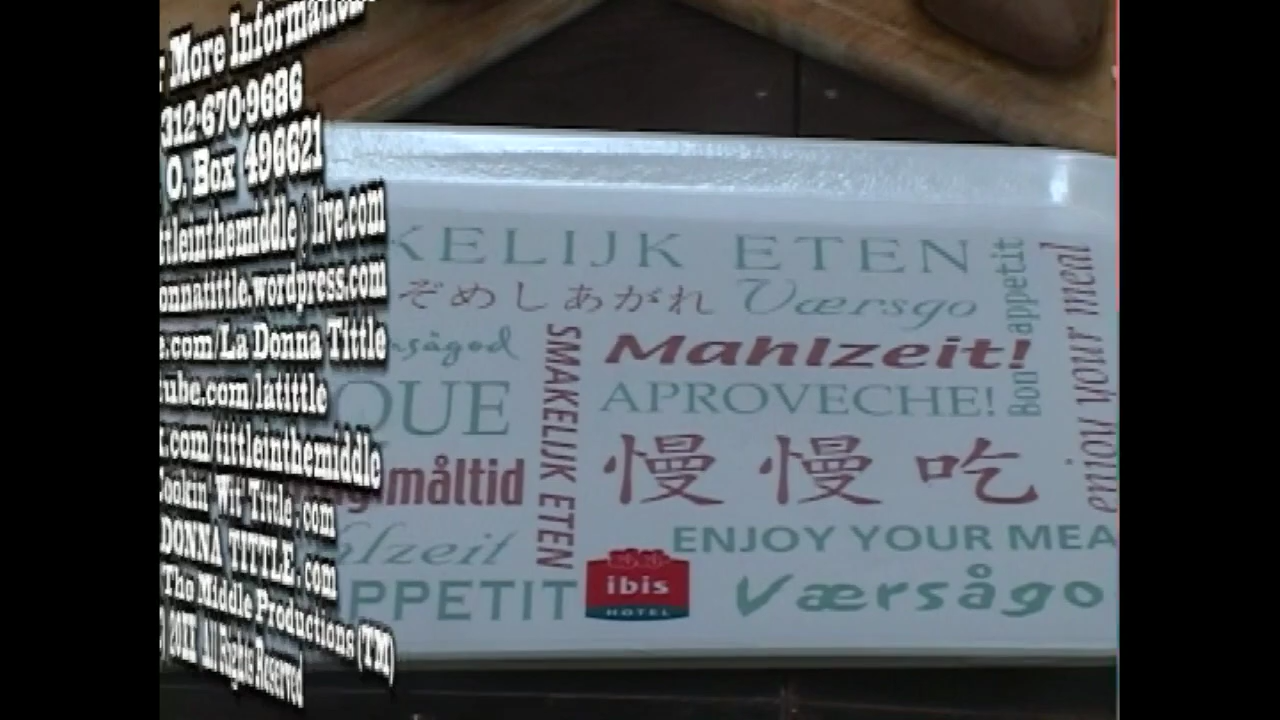 More Information
312-670-9686
O. Box 496621
ttleinthemiddle@live.com
onnatittle.wordpress.com
.com/La Donna Tittle
ube.com/latittle
.com/tittleinthemiddle
ookin' Wit' Tittle . com
DONNA TITTLE . com
The Middle Productions (TM)
All Rights Reserved
KELIJK ETEN
ぞめしあがれ
Værsgo
Bon appetit
enjoy your meal
SMAKELIJK ETEN
Mahlzeit!
QUE
APROVECHE!
måltid
慢慢吃
lzeit
ENJOY YOUR MEA
PPETIT
ibis
HOTEL
Værsågo